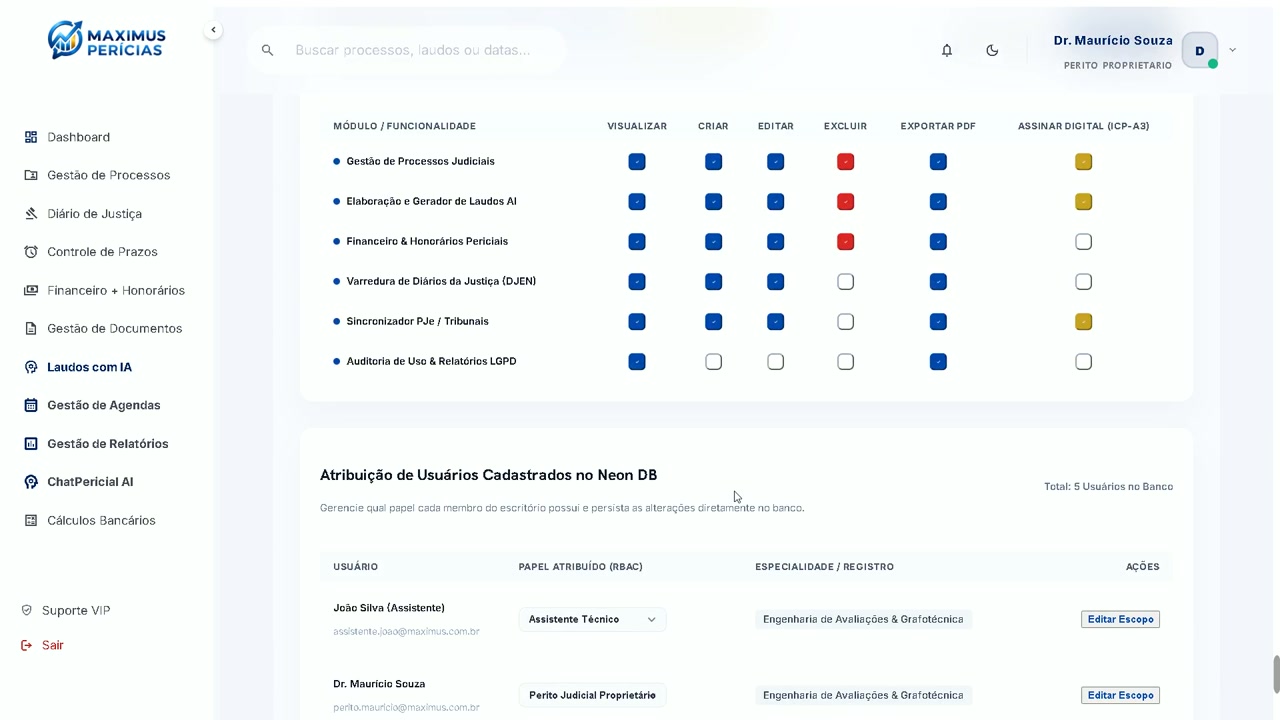 MAXIMUS
PERÍCIAS
Buscar processos, laudos ou datas...
Dr. Maurício Souza
PERITO PROPRIETARIO
D
Dashboard
Gestão de Processos
Diário de Justiça
Controle de Prazos
Financeiro + Honorários
Gestão de Documentos
Laudos com IA
Gestão de Agendas
Gestão de Relatórios
ChatPericial AI
Cálculos Bancários
Suporte VIP
Sair
MÓDULO / FUNCIONALIDADE VISUALIZAR CRIAR EDITAR EXCLUIR EXPORTAR PDF ASSINAR DIGITAL (ICP-A3)
Gestão de Processos Judiciais
Elaboração e Gerador de Laudos AI
Financeiro & Honorários Periciais
Varredura de Diários da Justiça (DJEN)
Sincronizador PJe / Tribunais
Auditoria de Uso & Relatórios LGPD
Atribuição de Usuários Cadastrados no Neon DB
Total: 5 Usuários no Banco
Gerencie qual papel cada membro do escritório possui e persista as alterações diretamente no banco.
USUÁRIO PAPEL ATRIBUÍDO (RBAC) ESPECIALIDADE / REGISTRO AÇÕES
João Silva (Assistente)
assistente.joao@maximus.com.br
Assistente Técnico
Engenharia de Avaliações & Grafotécnica
Editar Escopo
Dr. Maurício Souza
perito.mauricio@maximus.com.br
Perito Judicial Proprietário
Engenharia de Avaliações & Grafotécnica
Editar Escopo